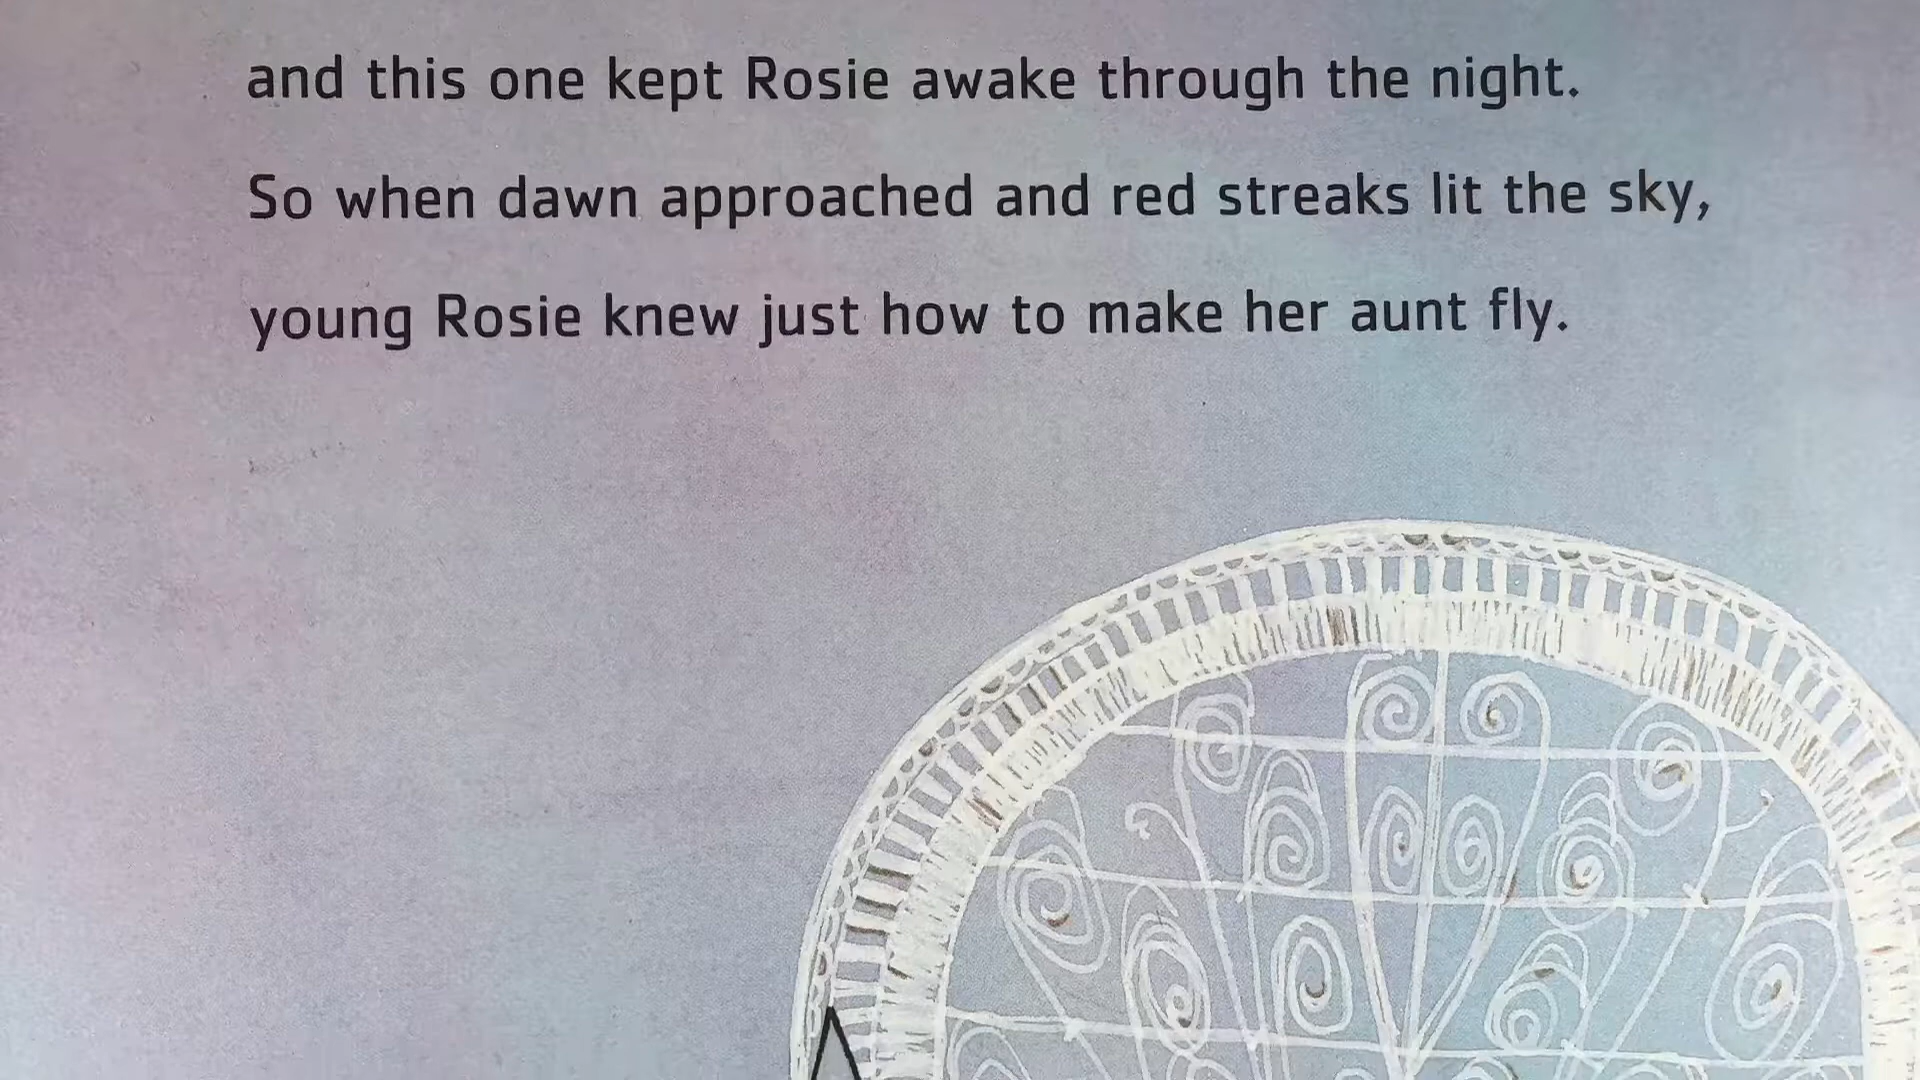 and this one kept Rosie awake through the night.
So when dawn approached and red streaks lit the sky,
young Rosie knew just how to make her aunt fly.